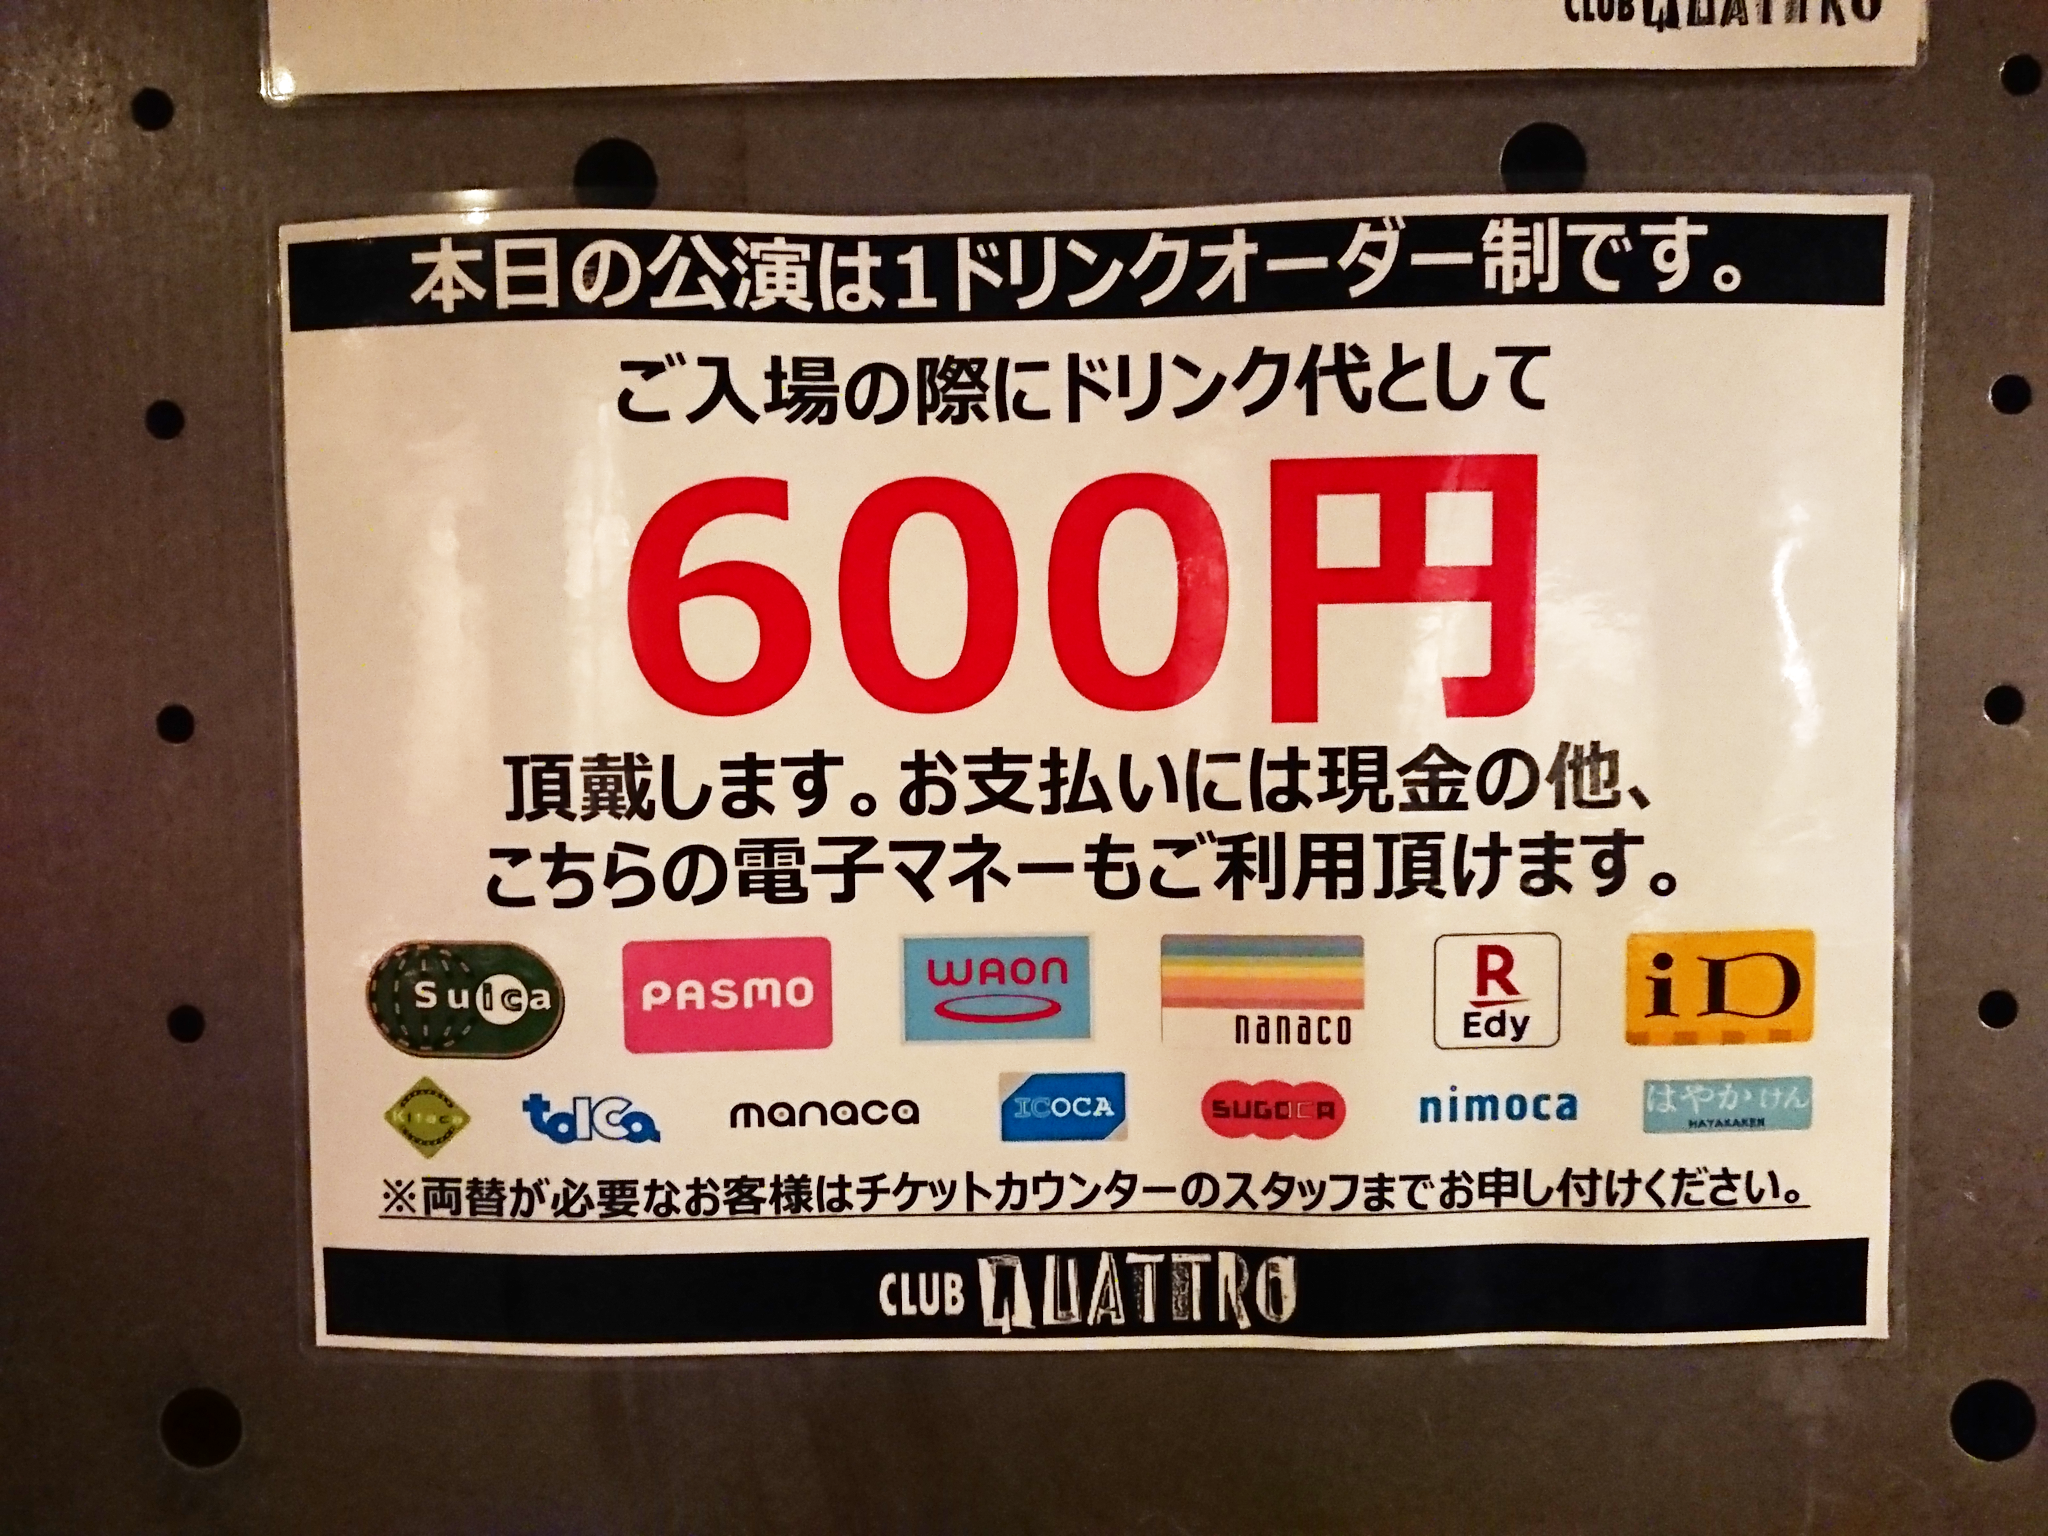 CLUB QUATTRO
本日の公演は1ドリンクオーダー制です。
ご入場の際にドリンク代として
600円
頂戴します。お支払いには現金の他、
こちらの電子マネーもご利用頂けます。
Suica PASMO WAON nanaco R Edy iD
Kitaca toICa manaca ICOCA SUGOCA nimoca はやかけん
HAYAKAKEN
※両替が必要なお客様はチケットカウンターのスタッフまでお申し付けください。
CLUB QUATTRO